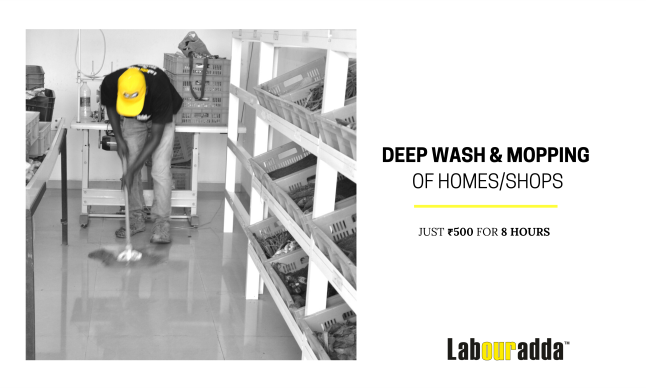 DEEP WASH & MOPPING
OF HOMES/SHOPS
JUST ₹500 FOR 8 HOURS
Labouradda™